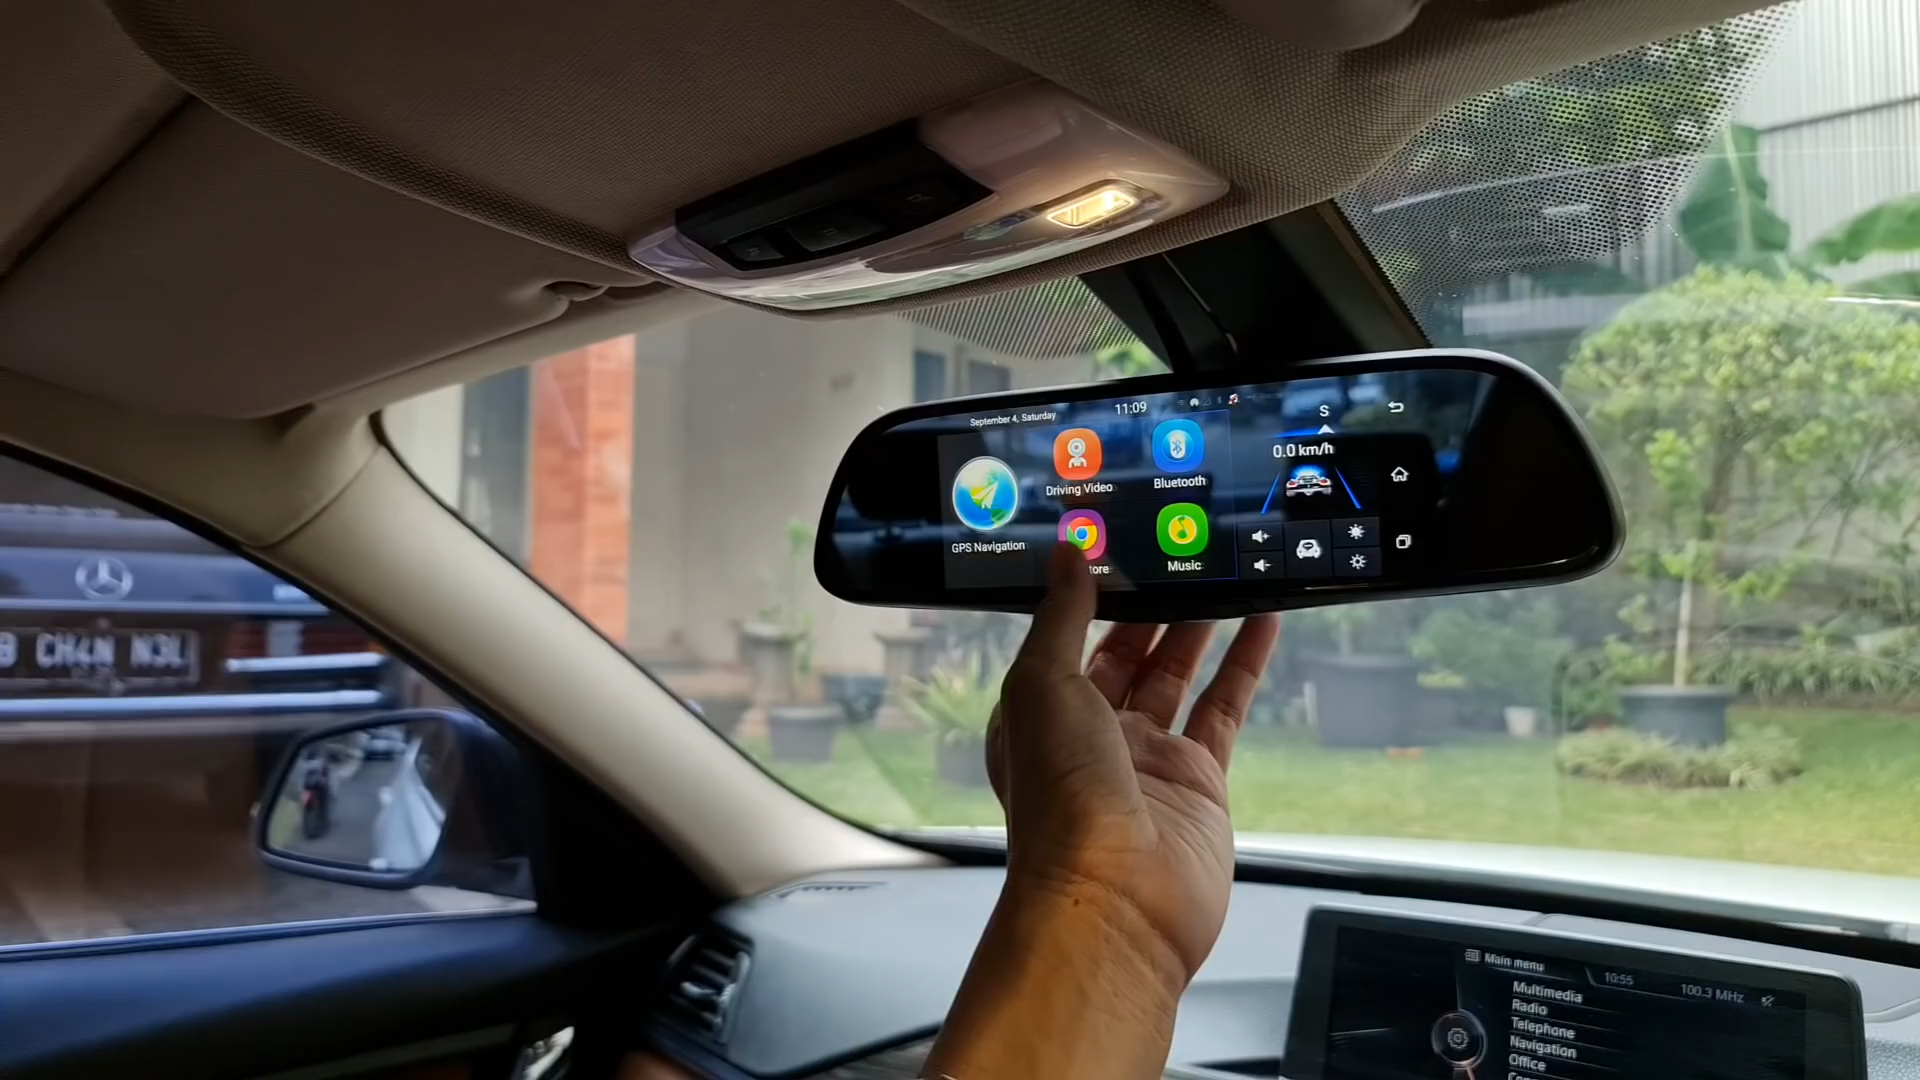 September 4, Saturday
11:09
S
0.0 km/h
GPS Navigation
Driving Video
Bluetooth
tore
Music
CH4N N3L
Main menu
10:55
100.3 MHz
Multimedia
Radio
Telephone
Navigation
Office